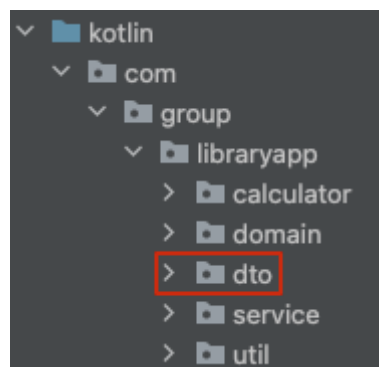 kotlin
com
group
libraryapp
calculator
domain
dto
service
util